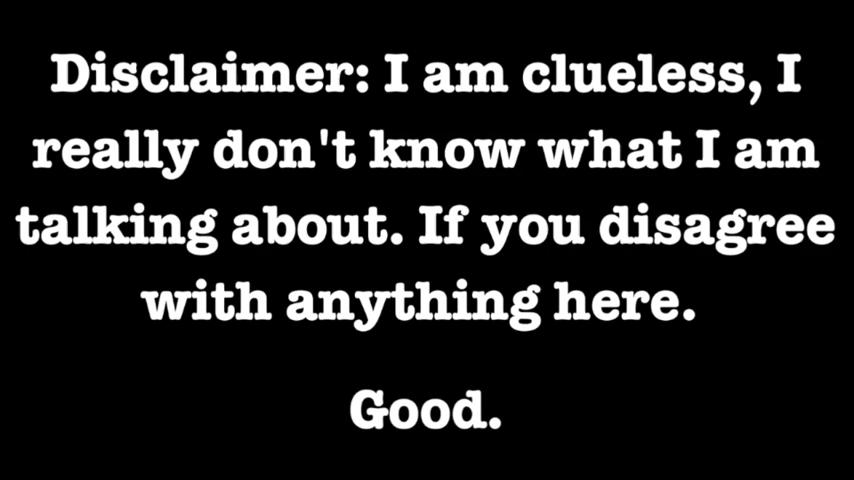 Disclaimer: I am clueless, I
really don't know what I am
talking about. If you disagree
with anything here.
Good.